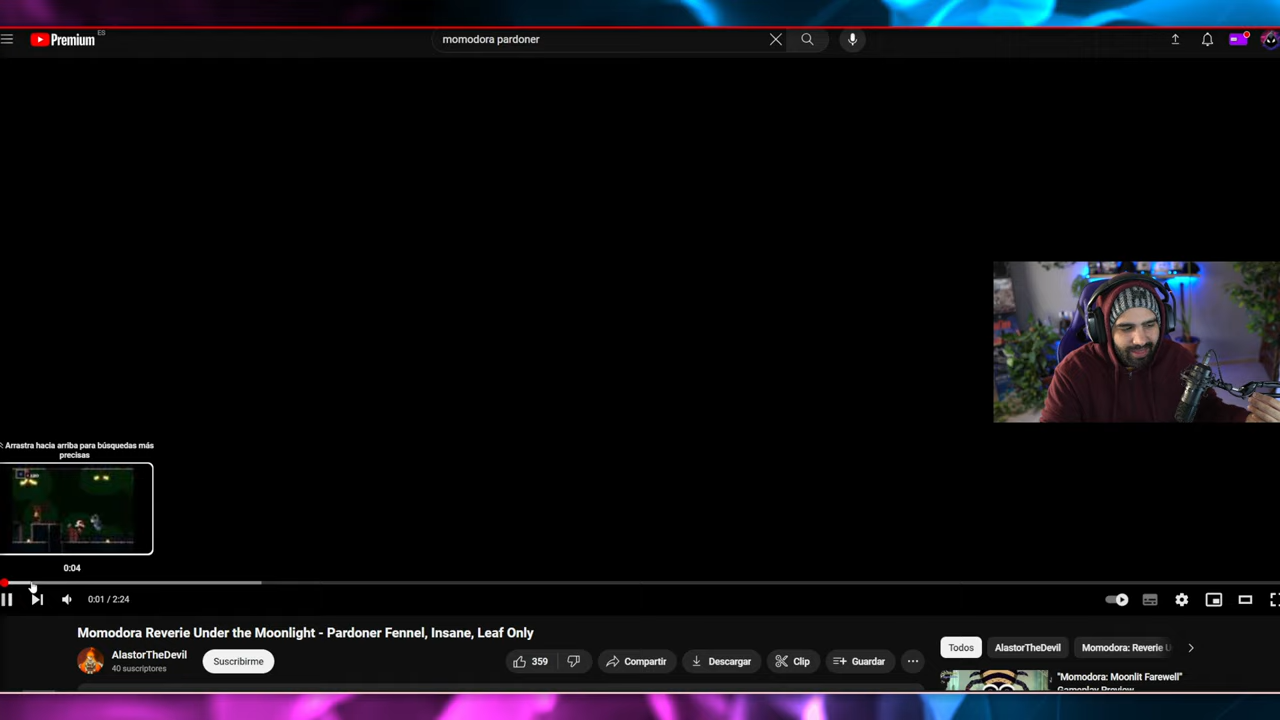 Premium
ES
momodora pardoner
Arrastra hacia arriba para búsquedas más
precisas
0:04
0:01 / 2:24
Momodora Reverie Under the Moonlight - Pardoner Fennel, Insane, Leaf Only
AlastorTheDevil
40 suscriptores
Suscribirme
359
Compartir
Descargar
Clip
Guardar
Todos
AlastorTheDevil
Momodora: Reverie U
"Momodora: Moonlit Farewell"
Gameplay Preview